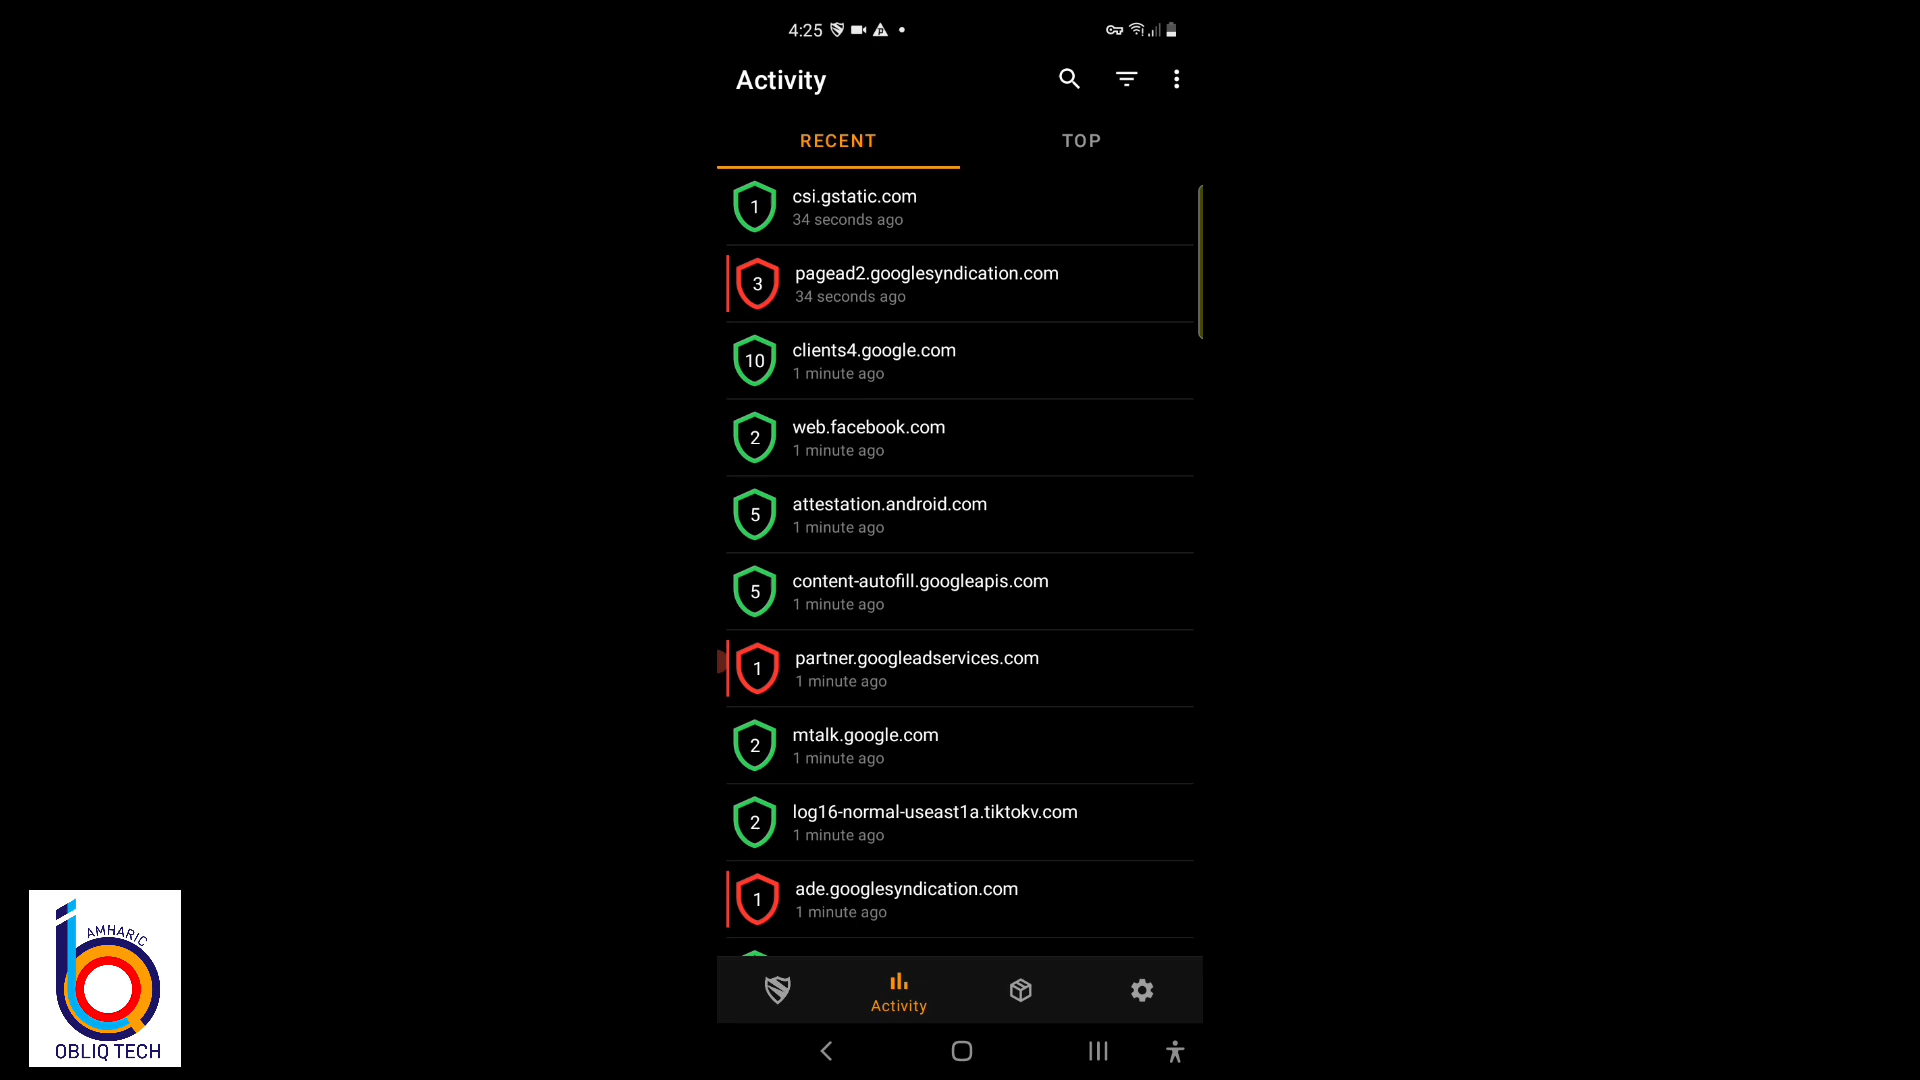 4:25
Activity
RECENT
TOP
1
csi.gstatic.com
34 seconds ago
3
pagead2.googlesyndication.com
34 seconds ago
10
clients4.google.com
1 minute ago
2
web.facebook.com
1 minute ago
5
attestation.android.com
1 minute ago
5
content-autofill.googleapis.com
1 minute ago
1
partner.googleadservices.com
1 minute ago
2
mtalk.google.com
1 minute ago
2
log16-normal-useast1a.tiktokv.com
1 minute ago
1
ade.googlesyndication.com
1 minute ago
Activity
AMHARIC
OBLIQ TECH